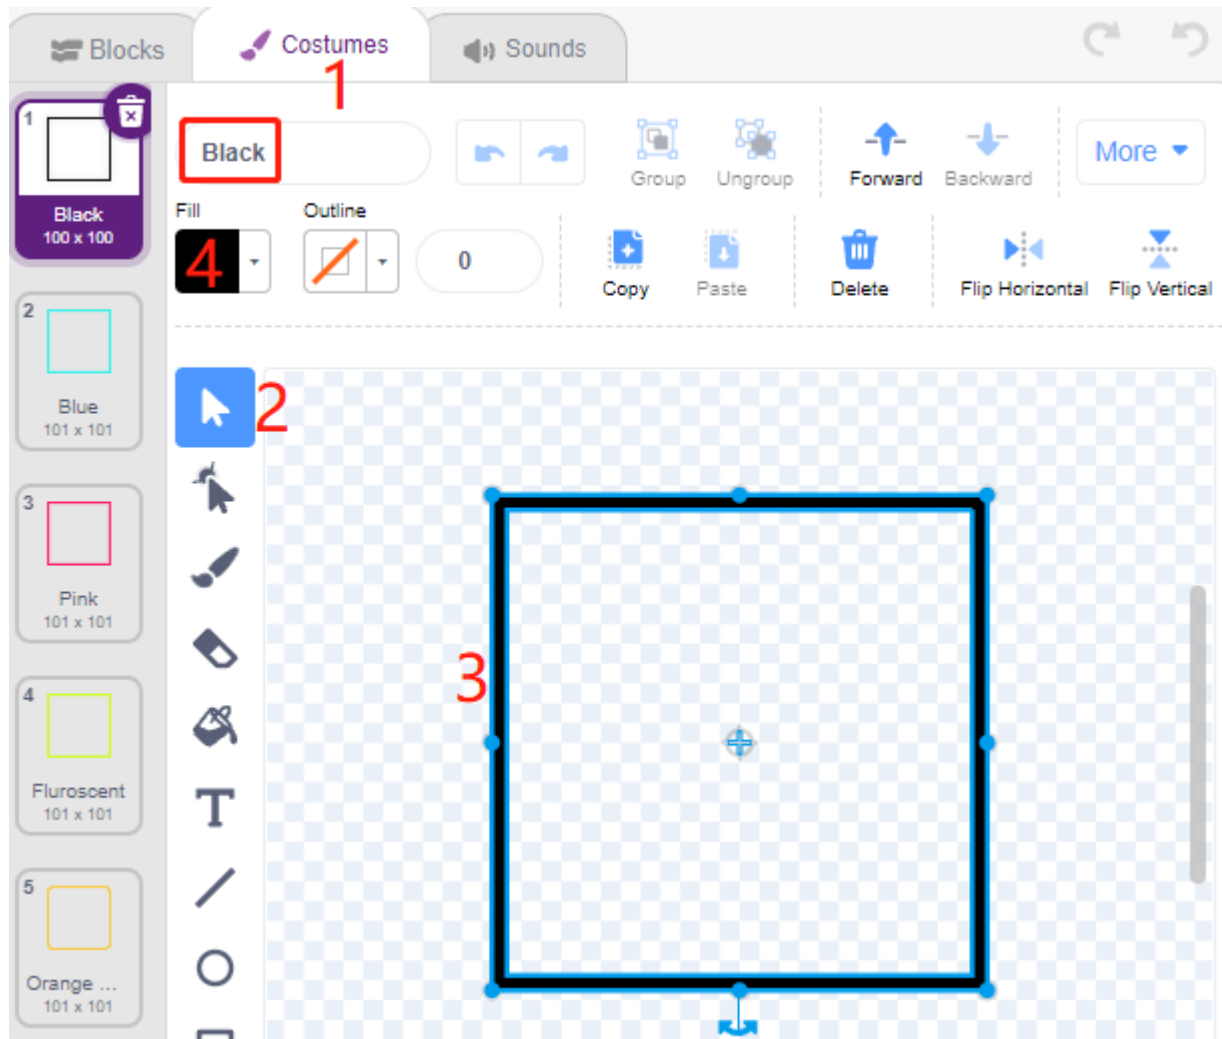 Blocks
Costumes
Sounds
1
1
Black
100 x 100
Black
Group
Ungroup
Forward
Backward
More
Fill
4
Outline
0
Copy
Paste
Delete
Flip Horizontal
Flip Vertical
2
Blue
101 x 101
2
3
Pink
101 x 101
3
4
Fluroscent
101 x 101
T
5
Orange ...
101 x 101